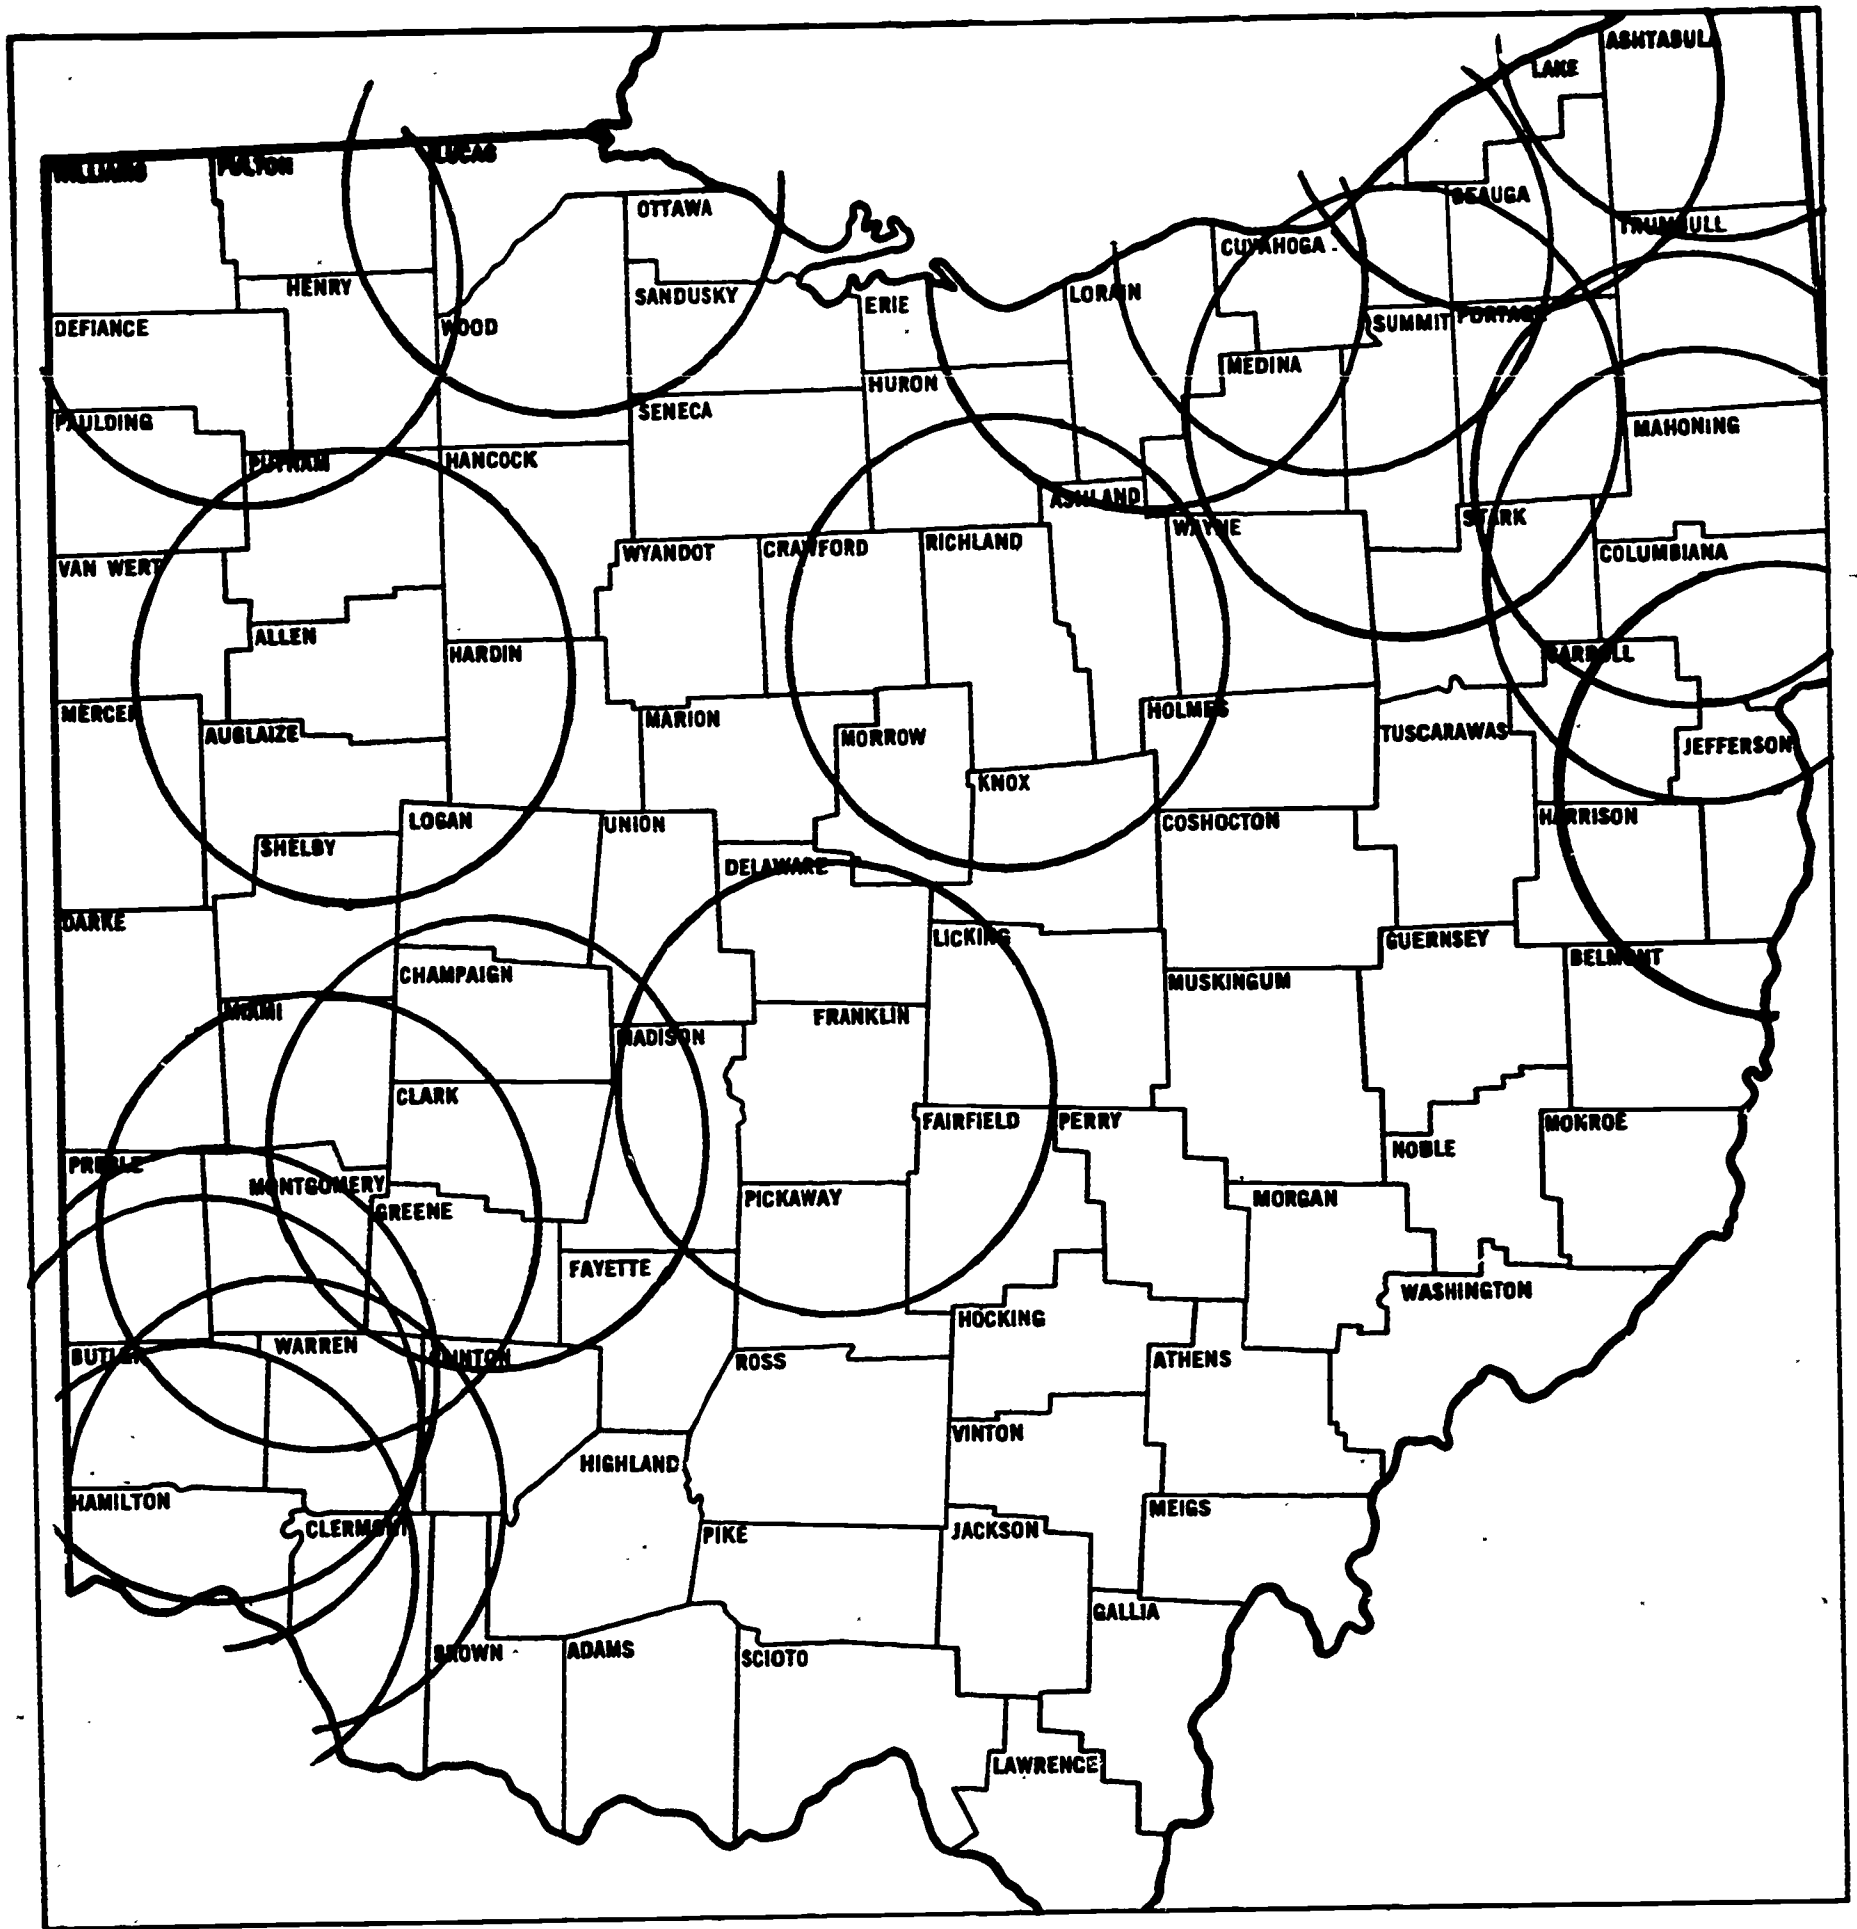 ASHTABULA
LAKE
WILLIAMS
FULTON
LUCAS
OTTAWA
GEAUGA
TRUMBULL
CUYAHOGA
HENRY
SANDUSKY
ERIE
LORAIN
DEFIANCE
WOOD
SUMMIT
PORTAGE
MEDINA
HURON
PAULDING
SENECA
MAHONING
PUTNAM
HANCOCK
ASHLAND
WAYNE
STARK
VAN WERT
WYANDOT
CRAWFORD
RICHLAND
COLUMBIANA
ALLEN
HARDIN
CARROLL
MERCER
AUGLAIZE
MARION
MORROW
HOLMES
TUSCARAWAS
JEFFERSON
KNOX
LOGAN
UNION
COSHOCTON
HARRISON
SHELBY
DELAWARE
DARKE
LICKING
GUERNSEY
BELMONT
CHAMPAIGN
MUSKINGUM
MIAMI
FRANKLIN
MADISON
CLARK
FAIRFIELD
PERRY
MONROE
NOBLE
PREBLE
MONTGOMERY
GREENE
PICKAWAY
MORGAN
FAYETTE
WASHINGTON
HOCKING
BUTLER
WARREN
CLINTON
ROSS
ATHENS
VINTON
HIGHLAND
HAMILTON
CLERMONT
PIKE
JACKSON
MEIGS
GALLIA
BROWN
ADAMS
SCIOTO
LAWRENCE